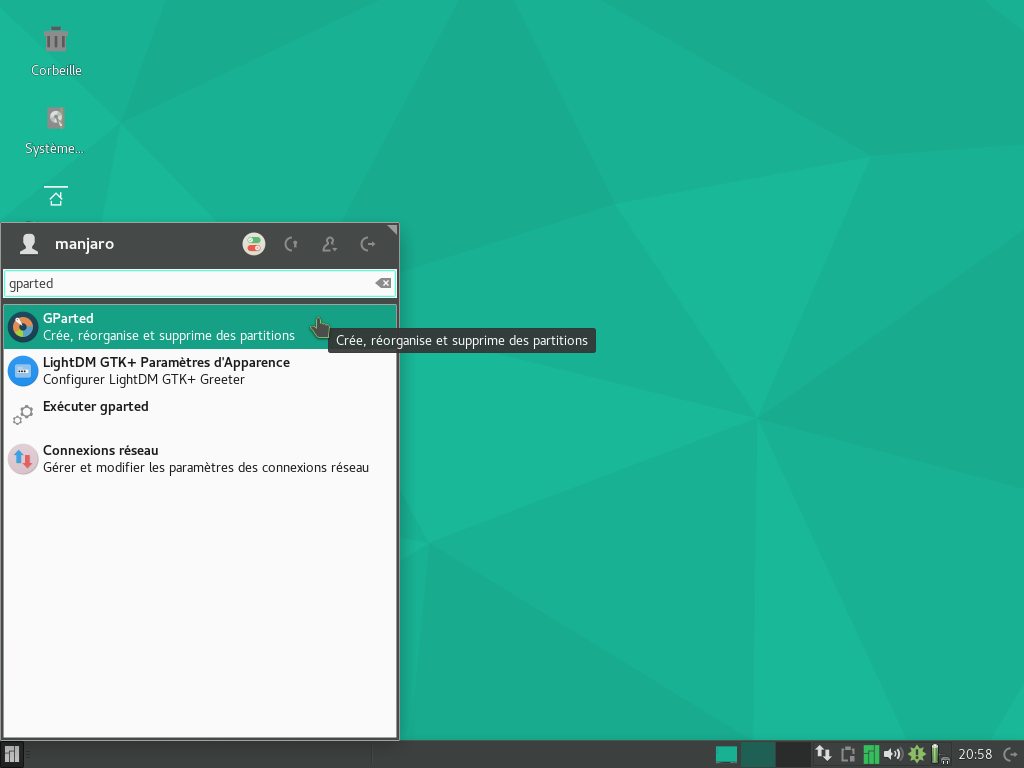 Corbeille
Système...
manjaro
gparted
GParted
Crée, réorganise et supprime des partitions
Crée, réorganise et supprime des partitions
LightDM GTK+ Paramètres d'Apparence
Configurer LightDM GTK+ Greeter
Exécuter gparted
Connexions réseau
Gérer et modifier les paramètres des connexions réseau
20:58